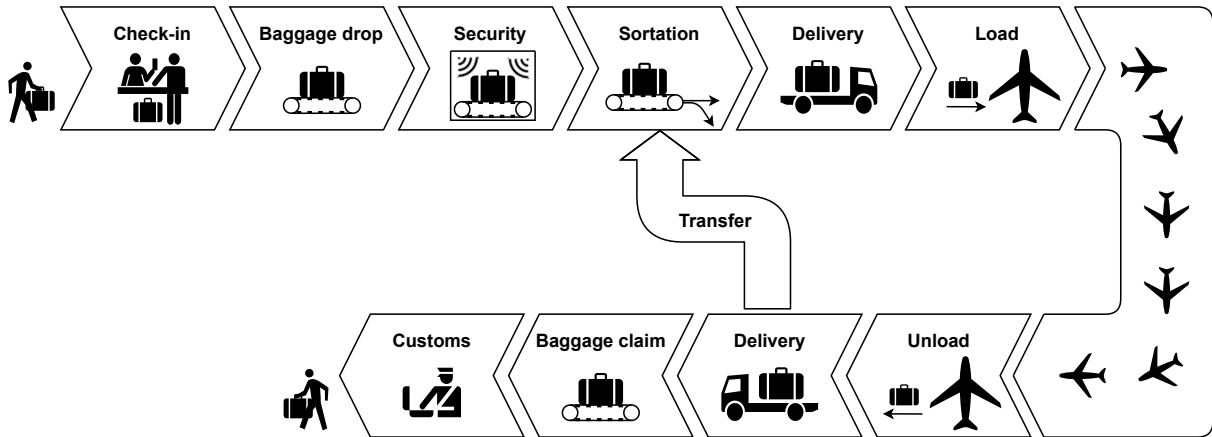 Check-in
Baggage drop
Security
Sortation
Delivery
Load
Transfer
Customs
Baggage claim
Delivery
Unload